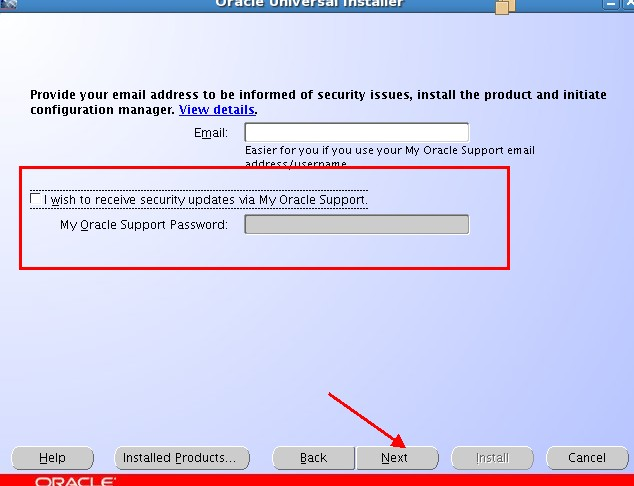 Oracle Universal Installer
Provide your email address to be informed of security issues, install the product and initiate
configuration manager. View details.
Email:
Easier for you if you use your My Oracle Support email
address/username.
I wish to receive security updates via My Oracle Support.
My Oracle Support Password:
Help Installed Products... Back Next Install Cancel
ORACLE